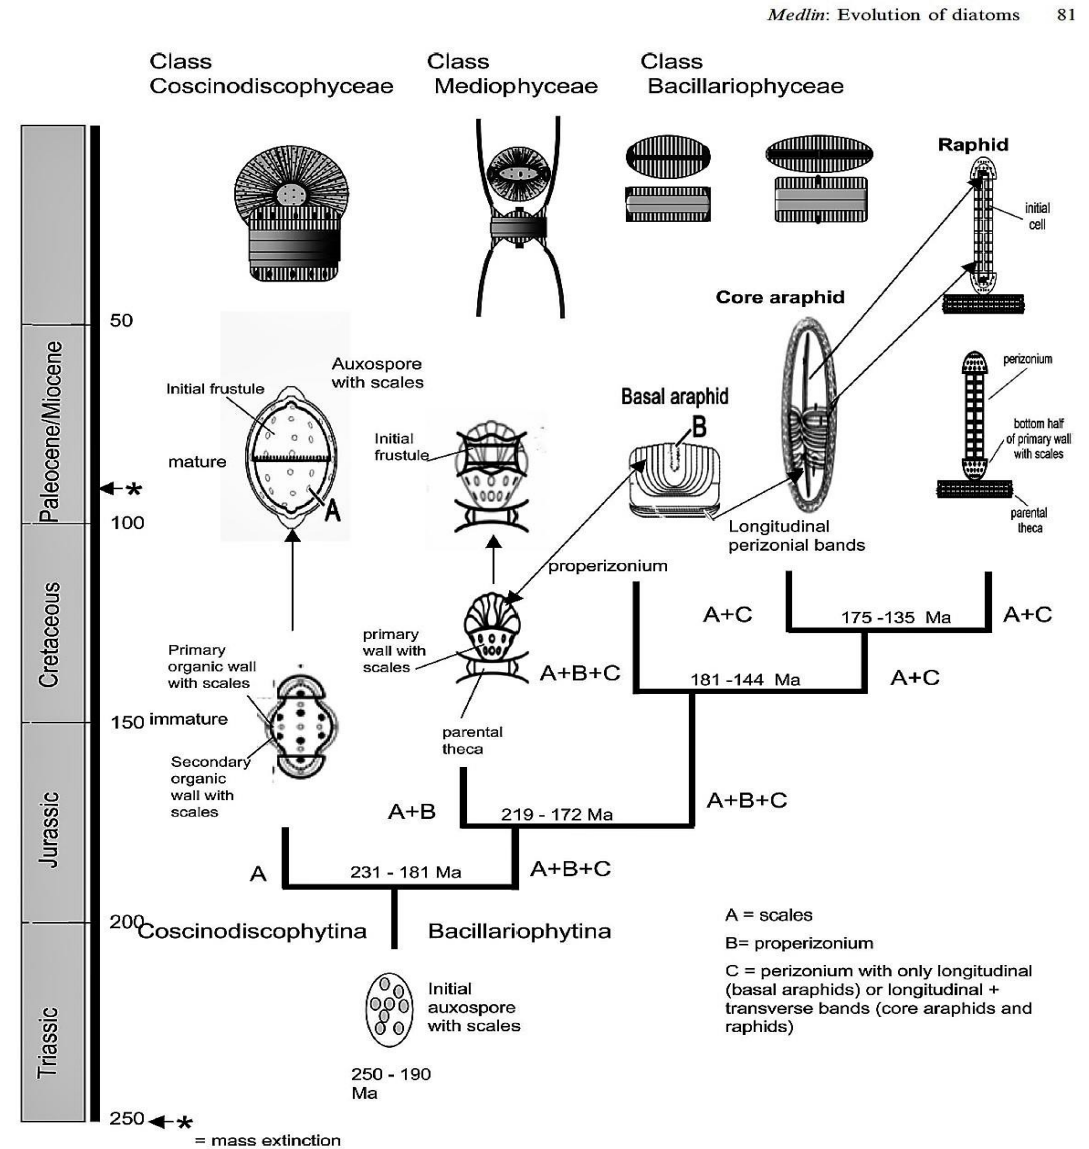 Medlin: Evolution of diatoms 81
Class
Coscinodiscophyceae
Class
Mediophyceae
Class
Bacillariophyceae
Raphid
initial
cell
Core araphid
50
Auxospore
with scales
Initial frustule
mature
A
Initial
frustule
Basal araphid
B
perizonium
bottom half
of primary wall
with scales
parental
theca
Longitudinal
perizonial bands
Paleocene/Miocene
*
100
properizonium
Cretaceous
Primary
organic wall
with scales
primary
wall with
scales
A+B+C
A+C
175 -135 Ma
A+C
181 -144 Ma
A+C
150
immature
Secondary
organic
wall with
scales
parental
theca
Jurassic
A+B
219 - 172 Ma
A+B+C
A
231 - 181 Ma
A+B+C
200
Coscinodiscophytina
Bacillariophytina
A = scales
B= properizonium
C = perizonium with only longitudinal
(basal araphids) or longitudinal +
transverse bands (core araphids and
raphids)
Triassic
Initial
auxospore
with scales
250 - 190
Ma
250
*
= mass extinction